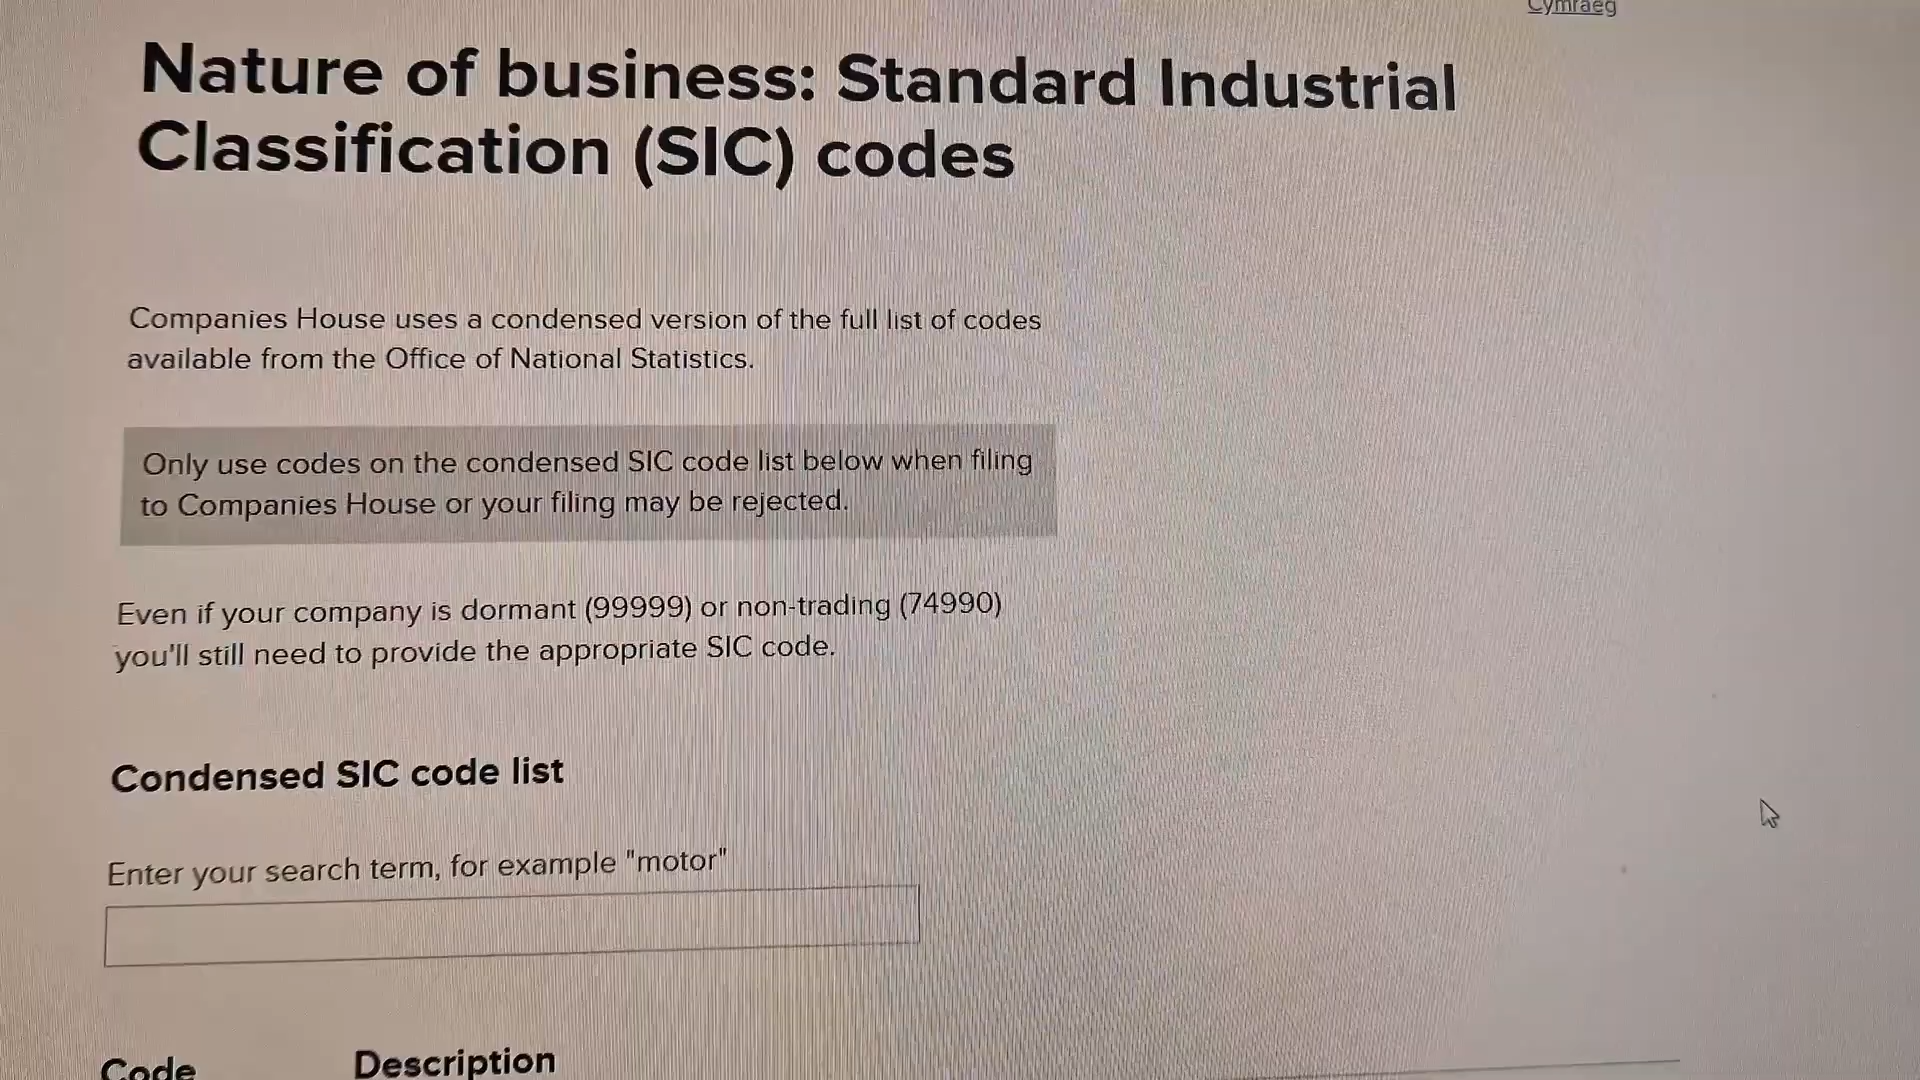 Cymraeg
Nature of business: Standard Industrial
Classification (SIC) codes
Companies House uses a condensed version of the full list of codes
available from the Office of National Statistics.
Only use codes on the condensed SIC code list below when filing
to Companies House or your filing may be rejected.
Even if your company is dormant (99999) or non-trading (74990)
you'll still need to provide the appropriate SIC code.
Condensed SIC code list
Enter your search term, for example "motor"
Code Description